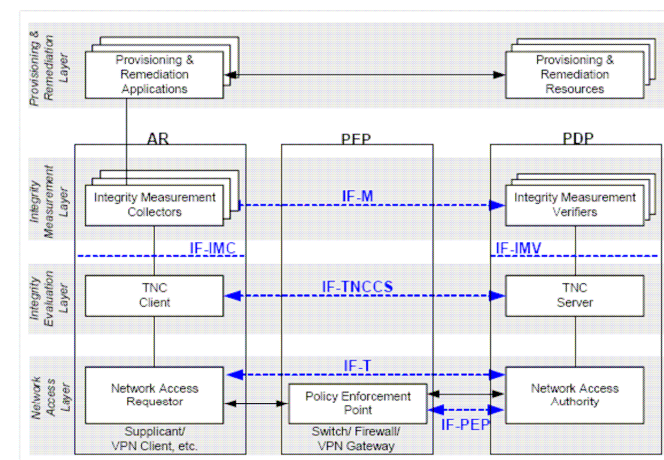 Provisioning &
Remediation
Layer
Provisioning &
Remediation
Applications
Provisioning &
Remediation
Resources
AR
PEP
PDP
Integrity
Measurement
Layer
Integrity Measurement
Collectors
IF-M
Integrity Measurement
Verifiers
IF-IMC
IF-IMV
Integrity
Evaluation
Layer
TNC
Client
IF-TNCCS
TNC
Server
Network
Access
Layer
IF-T
Network Access
Requestor
Policy Enforcement
Point
Network Access
Authority
IF-PEP
Supplicant/
VPN Client, etc.
Switch/ Firewall/
VPN Gateway